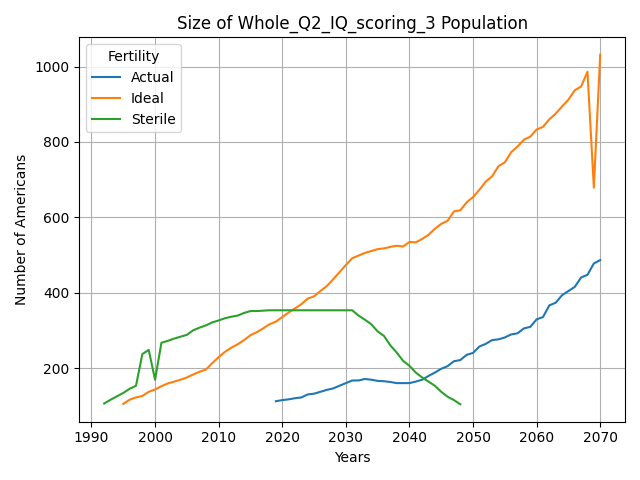 Size of Whole_Q2_IQ_scoring_3 Population
Fertility
Actual
Ideal
Sterile
Number of Americans
1000
800
600
400
200
1990 2000 2010 2020 2030 2040 2050 2060 2070
Years